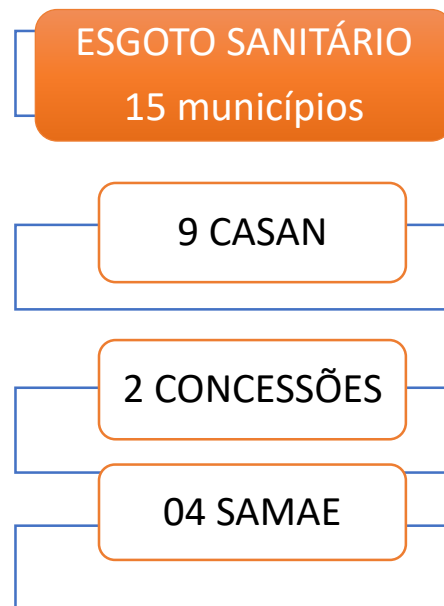 ESGOTO SANITÁRIO
15 municípios
9 CASAN
2 CONCESSÕES
04 SAMAE